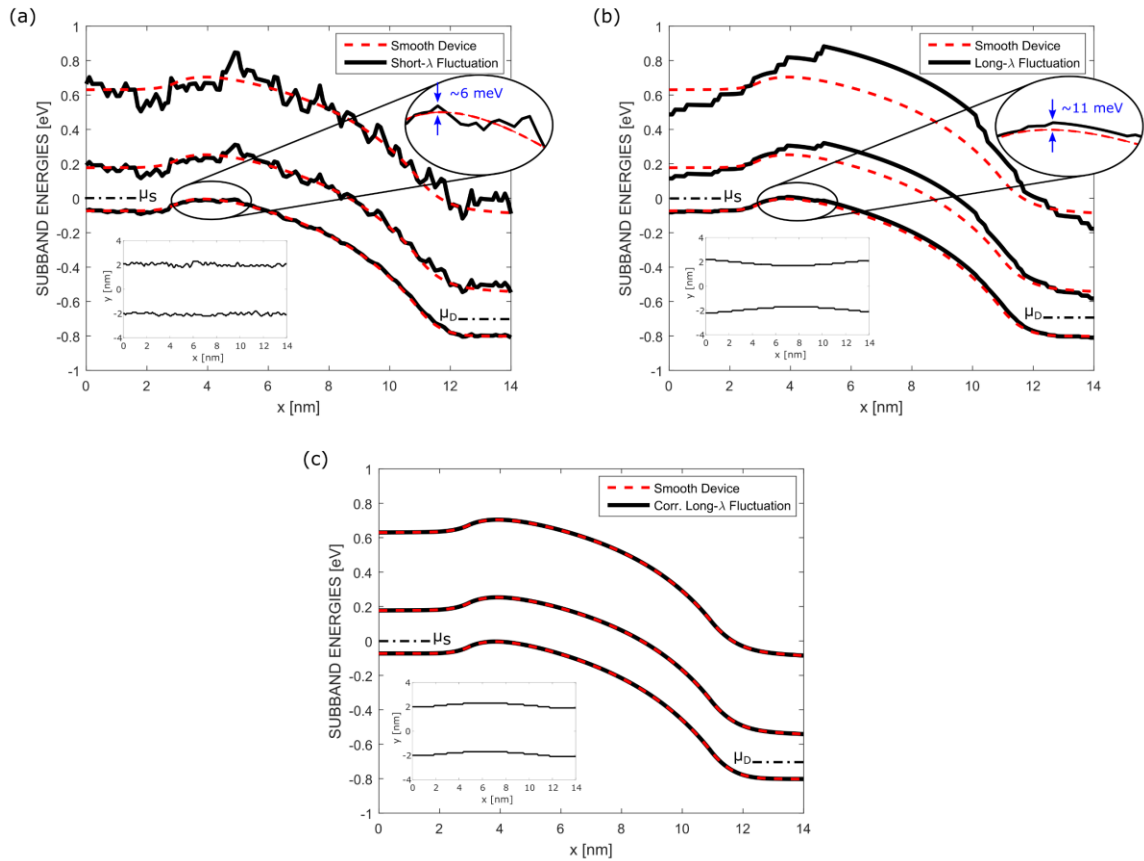 (a)
Smooth Device
Short-λ Fluctuation
~6 meV
μS
μD
SUBBAND ENERGIES [eV]
1
0.8
0.6
0.4
0.2
0
-0.2
-0.4
-0.6
-0.8
-1
0 2 4 6 8 10 12 14
x [nm]
y [nm]
4
2
0
-2
-4
0 2 4 6 8 10 12 14
x [nm]
(b)
Smooth Device
Long-λ Fluctuation
~11 meV
μS
μD
SUBBAND ENERGIES [eV]
1
0.8
0.6
0.4
0.2
0
-0.2
-0.4
-0.6
-0.8
-1
0 2 4 6 8 10 12 14
x [nm]
y [nm]
4
2
0
-2
-4
0 2 4 6 8 10 12 14
x [nm]
(c)
Smooth Device
Corr. Long-λ Fluctuation
μS
μD
SUBBAND ENERGIES [eV]
1
0.8
0.6
0.4
0.2
0
-0.2
-0.4
-0.6
-0.8
-1
0 2 4 6 8 10 12 14
x [nm]
y [nm]
4
2
0
-2
-4
0 2 4 6 8 10 12 14
x [nm]